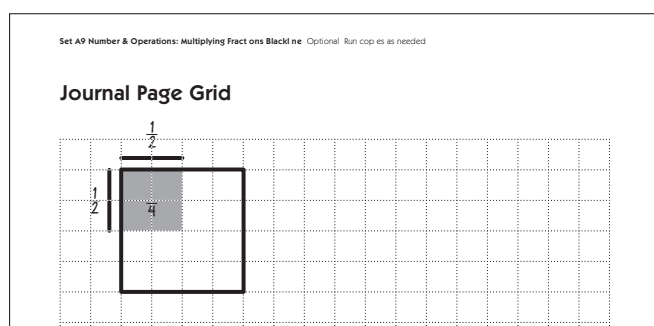 Set A9 Number & Operations: Multiplying Fract ons Blackl ne Optional Run cop es as needed
Journal Page Grid
1
2
1
2
4